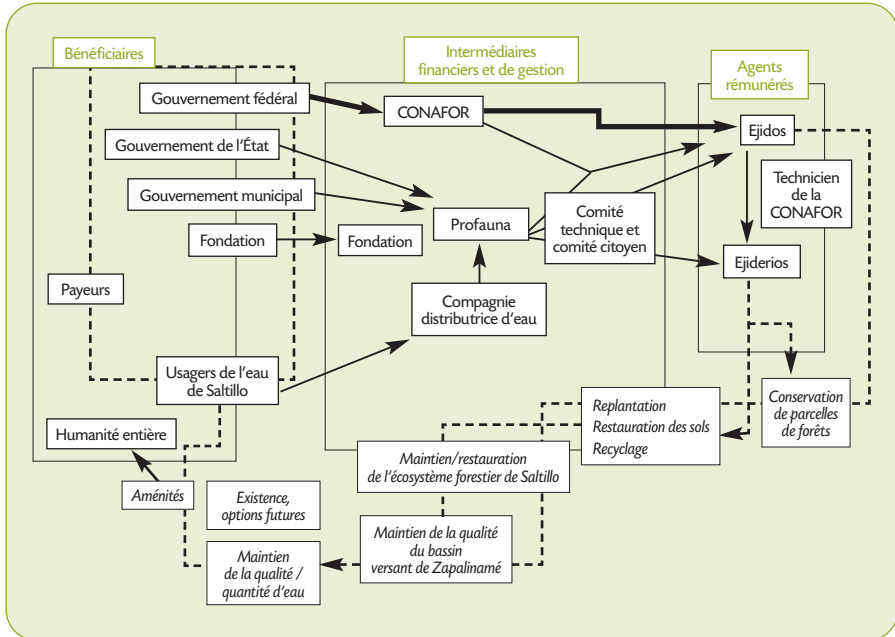 Bénéficiaires
Intermédiaires
financiers et de gestion
Agents
rémunérés
Gouvernement fédéral
CONAFOR
Ejidos
Gouvernement de l'État
Gouvernement municipal
Technicien
de la
CONAFOR
Fondation
Fondation
Profauna
Comité
technique et
comité citoyen
Ejiderios
Payeurs
Compagnie
distributrice d'eau
Usagers de l'eau
de Saltillo
Replantation
Restauration des sols
Recyclage
Conservation
de parcelles
de forêts
Humanité entière
Maintien/restauration
de l'écosystème forestier de Saltillo
Aménités
Existence,
options futures
Maintien de la qualité
du bassin
versant de Zapalinamé
Maintien
de la qualité /
quantité d'eau